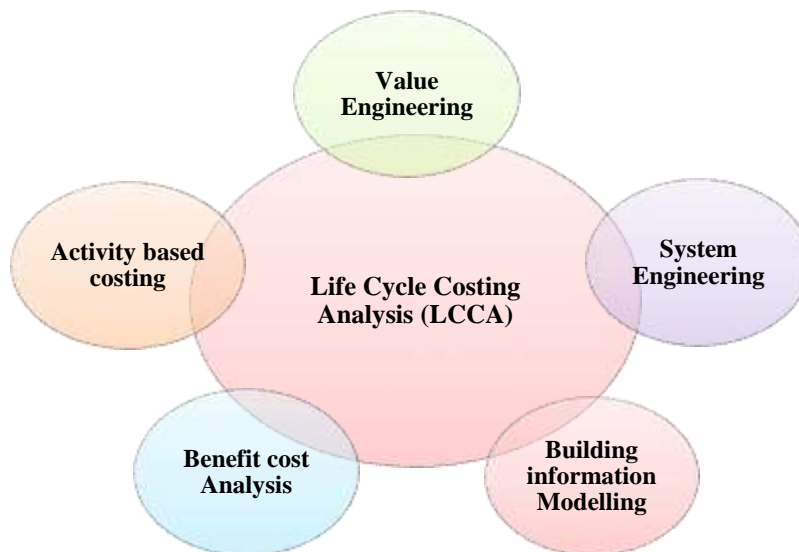 Value
Engineering
Activity based
costing
System
Engineering
Life Cycle Costing
Analysis (LCCA)
Benefit cost
Analysis
Building
information
Modelling